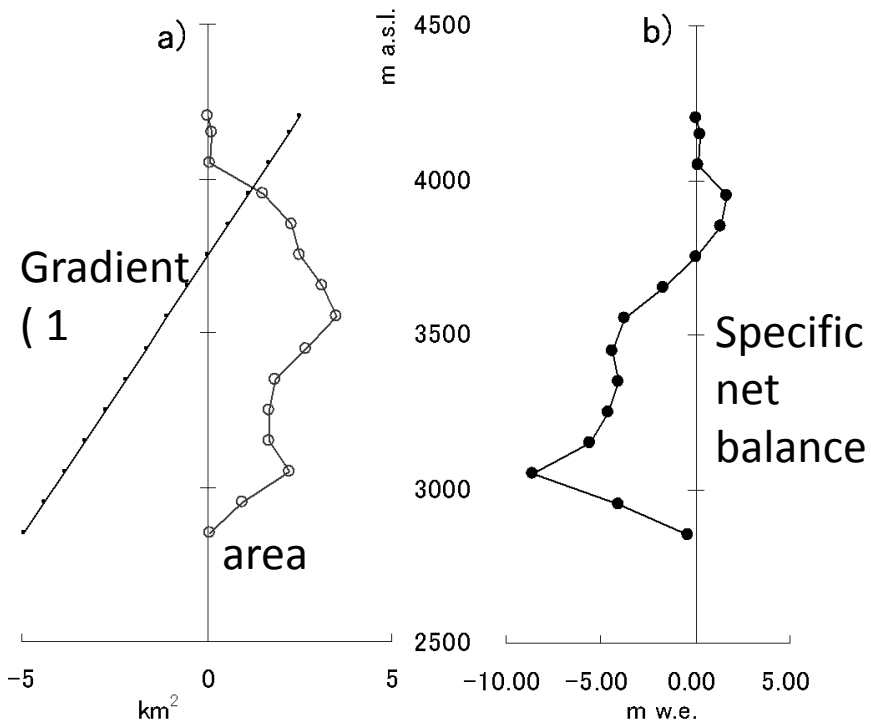 a)
Gradient
( 1
area
−5
0
5
km²
m a.s.l.
4500
4000
3500
3000
2500
b)
Specific
net
balance
−10.00
−5.00
0.00
5.00
m w.e.